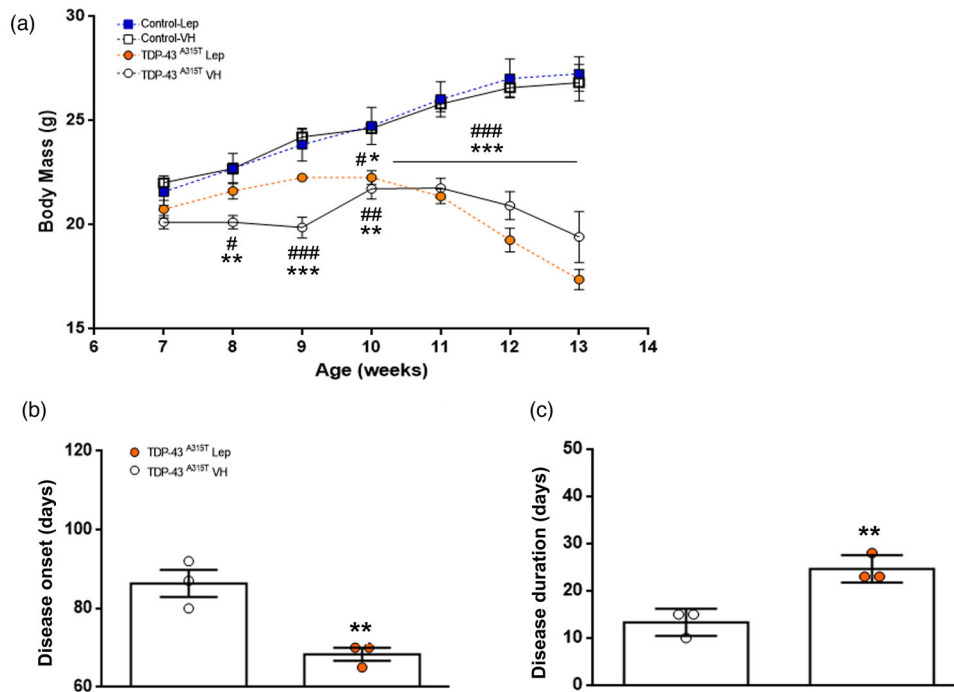 (a)
Control-Lep
Control-VH
TDP-43 A315T Lep
TDP-43 A315T VH
Body Mass (g)
30
25
20
15
#*
###
***
#
**
###
***
##
**
6 7 8 9 10 11 12 13 14
Age (weeks)
(b)
TDP-43 A315T Lep
TDP-43 A315T VH
Disease onset (days)
120
100
80
60
**
(c)
Disease duration (days)
50
40
30
20
10
0
**